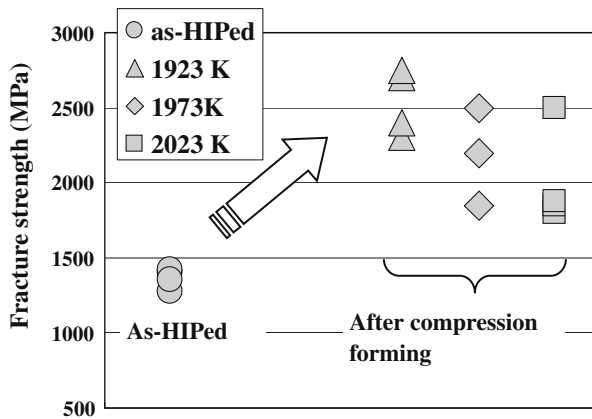 Fracture strength (MPa)
3000
2500
2000
1500
1000
500
as-HIPed
1923 K
1973K
2023 K
As-HIPed
After compression
forming